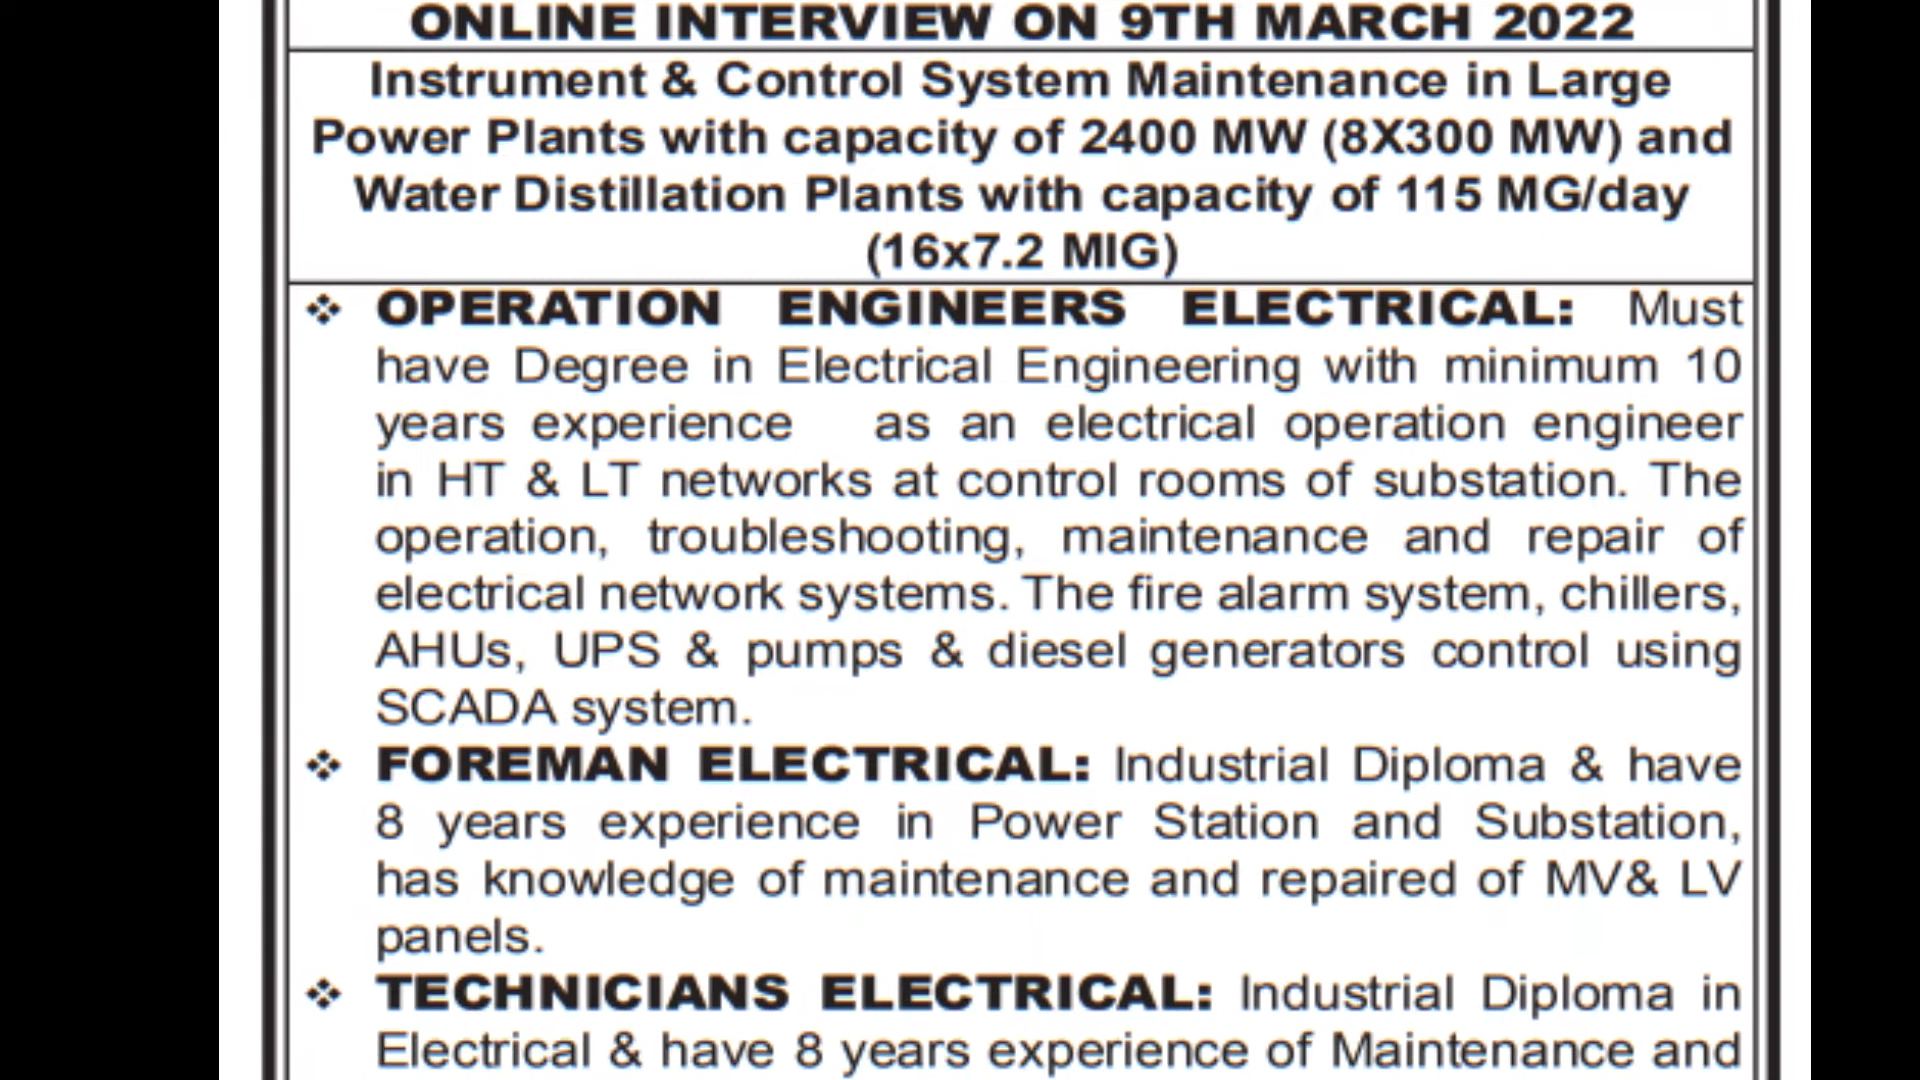 ONLINE INTERVIEW ON 9TH MARCH 2022
Instrument & Control System Maintenance in Large
Power Plants with capacity of 2400 MW (8X300 MW) and
Water Distillation Plants with capacity of 115 MG/day
(16x7.2 MIG)
❖ OPERATION ENGINEERS ELECTRICAL: Must
have Degree in Electrical Engineering with minimum 10
years experience as an electrical operation engineer
in HT & LT networks at control rooms of substation. The
operation, troubleshooting, maintenance and repair of
electrical network systems. The fire alarm system, chillers,
AHUs, UPS & pumps & diesel generators control using
SCADA system.
❖ FOREMAN ELECTRICAL: Industrial Diploma & have
8 years experience in Power Station and Substation,
has knowledge of maintenance and repaired of MV& LV
panels.
❖ TECHNICIANS ELECTRICAL: Industrial Diploma in
Electrical & have 8 years experience of Maintenance and